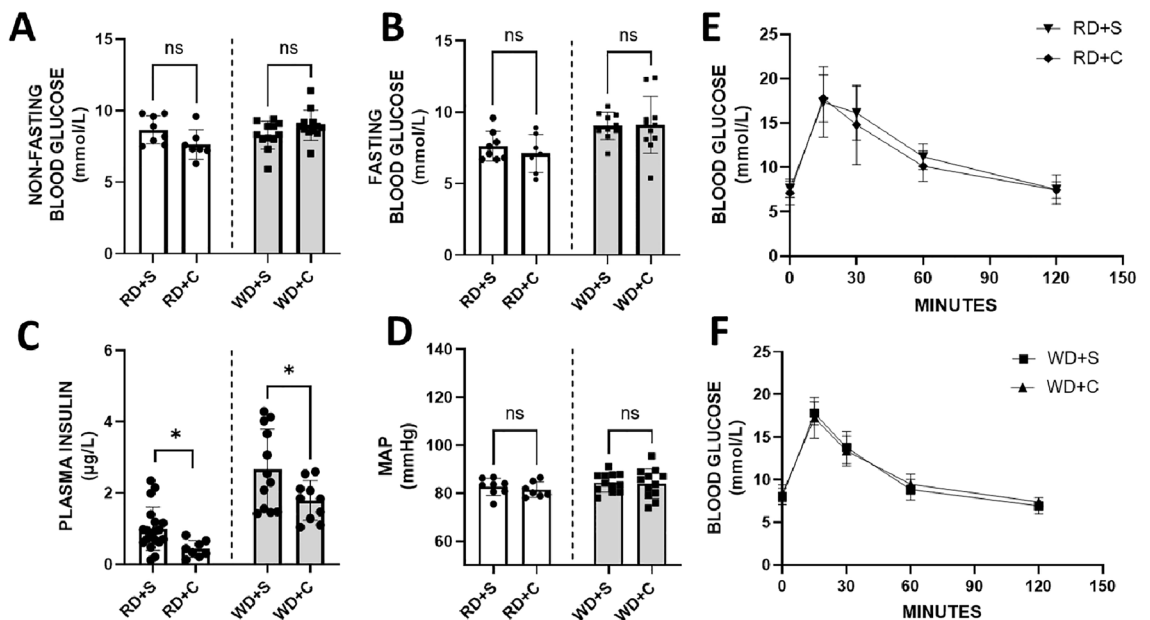 A
NON-FASTING
BLOOD GLUCOSE
(mmol/L)
15
10
5
0
ns
ns
RD+S
RD+C
WD+S
WD+C
B
FASTING
BLOOD GLUCOSE
(mmol/L)
15
10
5
0
ns
ns
RD+S
RD+C
WD+S
WD+C
E
BLOOD GLUCOSE
(mmol/L)
25
20
15
10
5
0
0
30
60
90
120
150
MINUTES
RD+S
RD+C
C
PLASMA INSULIN
(µg/L)
6
4
2
0
*
*
RD+S
RD+C
WD+S
WD+C
D
MAP
(mmHg)
140
120
100
80
60
ns
ns
RD+S
RD+C
WD+S
WD+C
F
BLOOD GLUCOSE
(mmol/L)
25
20
15
10
5
0
0
30
60
90
120
150
MINUTES
WD+S
WD+C